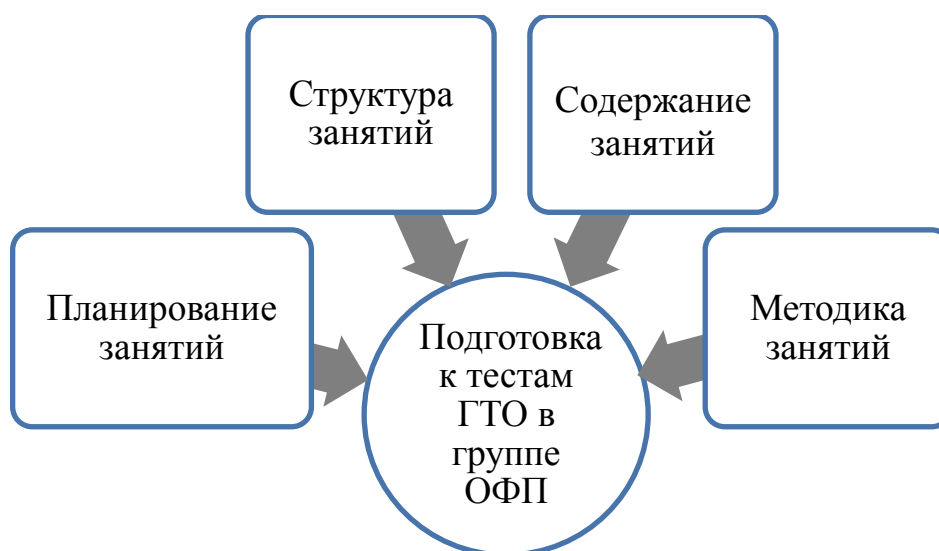 Структура
занятий
Содержание
занятий
Планирование
занятий
Методика
занятий
Подготовка
к тестам
ГТО в
группе
ОФП